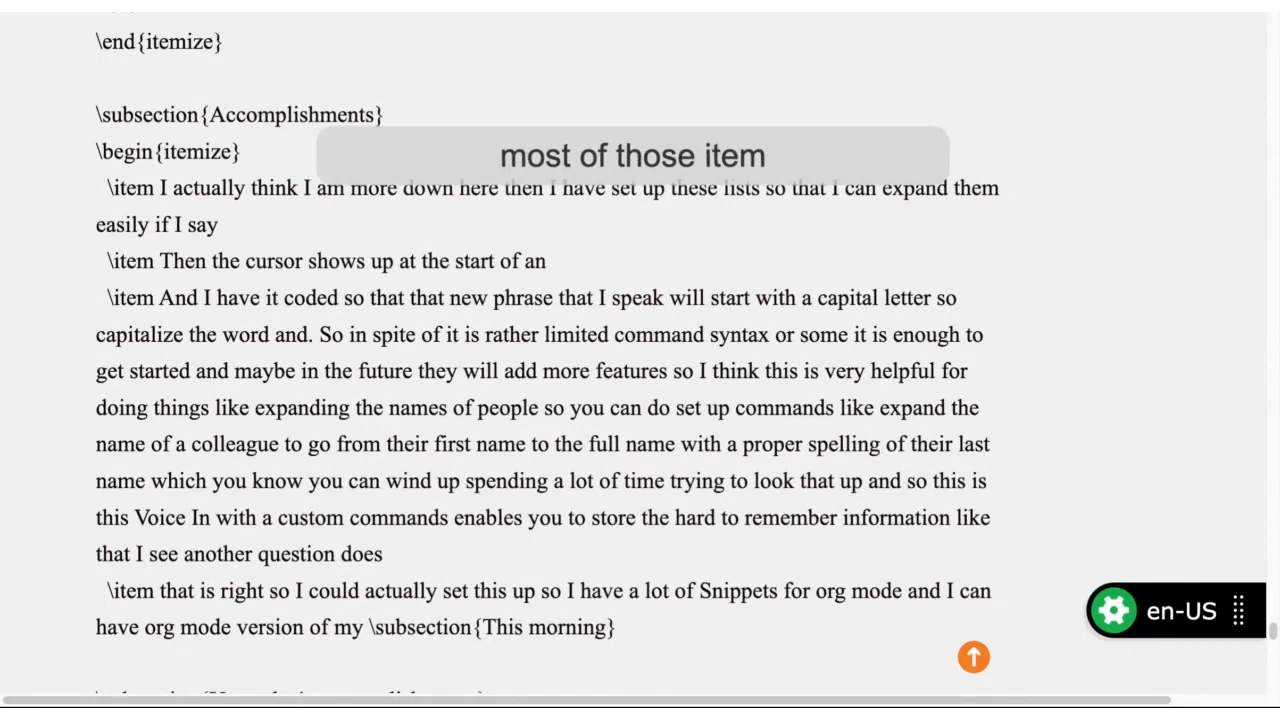 \end{itemize}
\subsection{Accomplishments}
\begin{itemize}
most of those item
\item I actually think I am more down here then I have set up these lists so that I can expand them
easily if I say
\item Then the cursor shows up at the start of an
\item And I have it coded so that that new phrase that I speak will start with a capital letter so
capitalize the word and. So in spite of it is rather limited command syntax or some it is enough to
get started and maybe in the future they will add more features so I think this is very helpful for
doing things like expanding the names of people so you can do set up commands like expand the
name of a colleague to go from their first name to the full name with a proper spelling of their last
name which you know you can wind up spending a lot of time trying to look that up and so this is
this Voice In with a custom commands enables you to store the hard to remember information like
that I see another question does
\item that is right so I could actually set this up so I have a lot of Snippets for org mode and I can
have org mode version of my \subsection{This morning}
en-US